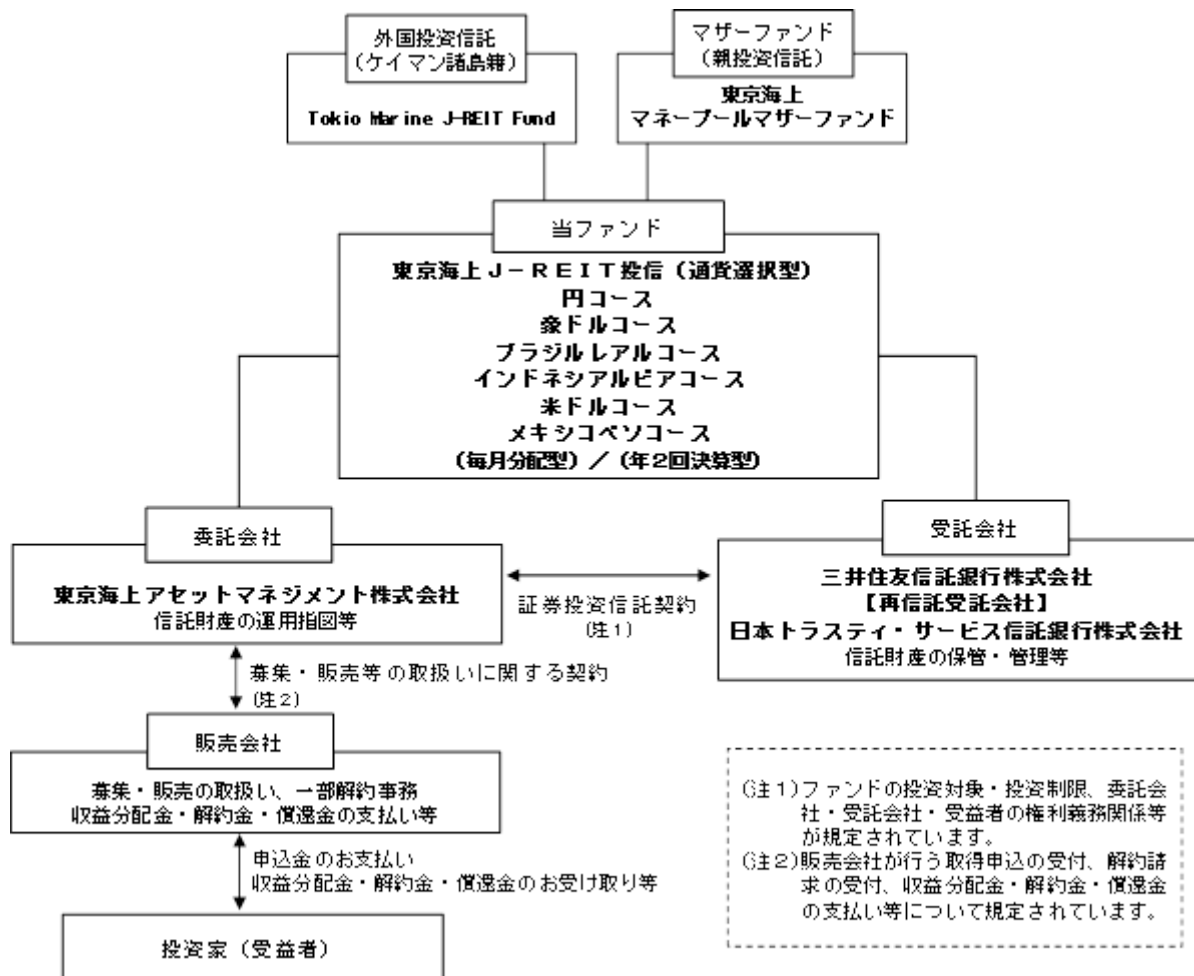 外国投資信託
（ケイマン諸島籍）
Tokio Marine J-REIT Fund
マザーファンド
（親投資信託）
東京海上
マネープールマザーファンド
当ファンド
東京海上Ｊ－ＲＥＩＴ投信（通貨選択型）
円コース
豪ドルコース
ブラジルレアルコース
インドネシアルピアコース
米ドルコース
メキシコペソコース
（毎月分配型）／（年２回決算型）
委託会社
東京海上アセットマネジメント株式会社
信託財産の運用指図等
証券投資信託契約
（注１）
受託会社
三井住友信託銀行株式会社
【再信託受託会社】
日本トラスティ・サービス信託銀行株式会社
信託財産の保管・管理等
募集・販売等の取扱いに関する契約
（注２）
販売会社
募集・販売の取扱い、一部解約事務
収益分配金・解約金・償還金の支払い等
申込金のお支払い
収益分配金・解約金・償還金のお受け取り等
投資家（受益者）
（注１）ファンドの投資対象・投資制限、委託会
社・受託会社・受益者の権利義務関係等
が規定されています。
（注２）販売会社が行う取得申込の受付、解約請
求の受付、収益分配金・解約金・償還金
の支払い等について規定されています。